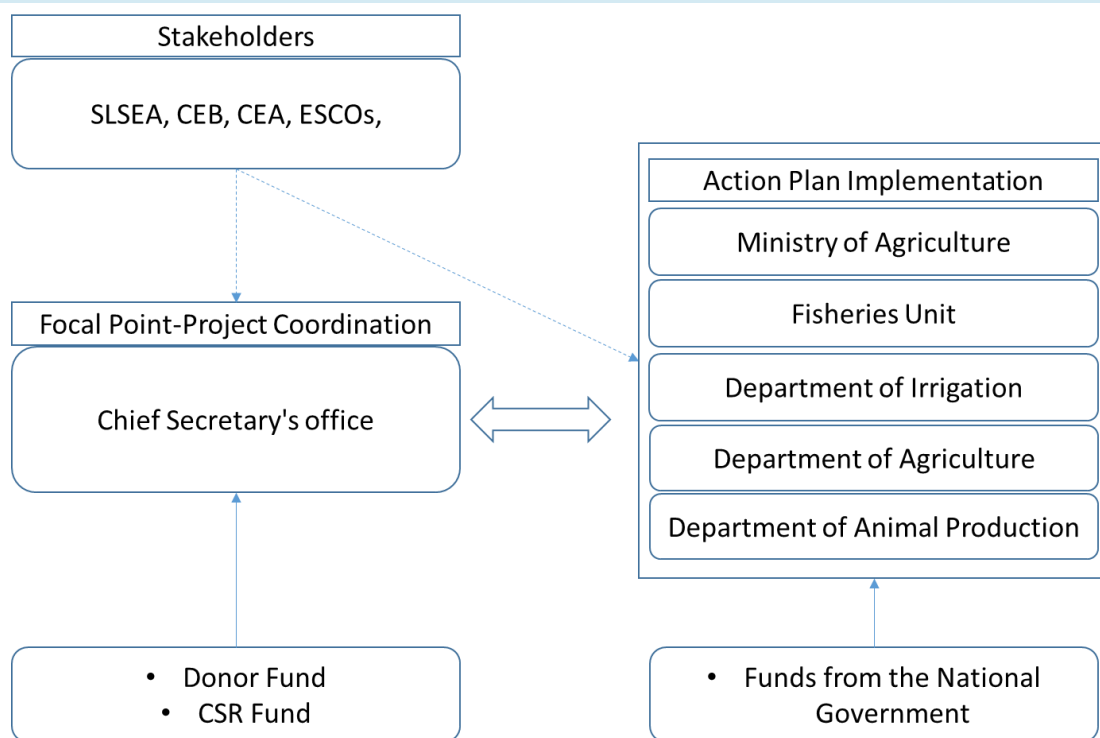 Stakeholders
SLSEA, CEB, CEA, ESCOs,
Focal Point-Project Coordination
Chief Secretary's office
• Donor Fund
• CSR Fund
Action Plan Implementation
Ministry of Agriculture
Fisheries Unit
Department of Irrigation
Department of Agriculture
Department of Animal Production
• Funds from the National
Government